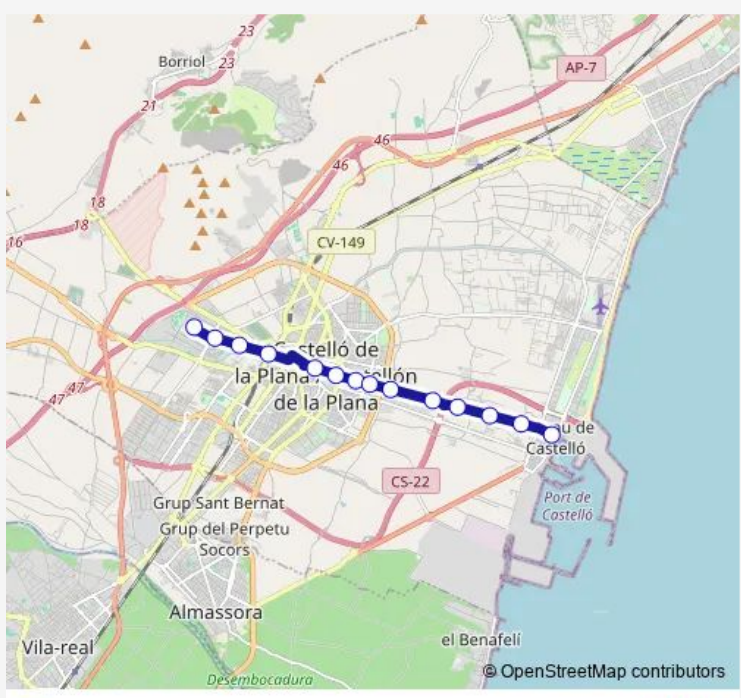 23
Borriol
23
AP-7
21
46
46
18
18
16
CV-149
47
47
Castelló de
la Plana / Castellón
de la Plana
Grau de
Castelló
CS-22
Port de
Castelló
Grup Sant Bernat
Grup del Perpetu
Socors
Almassora
Vila-real
el Benafelí
© OpenStreetMap contributors
Desembocadura